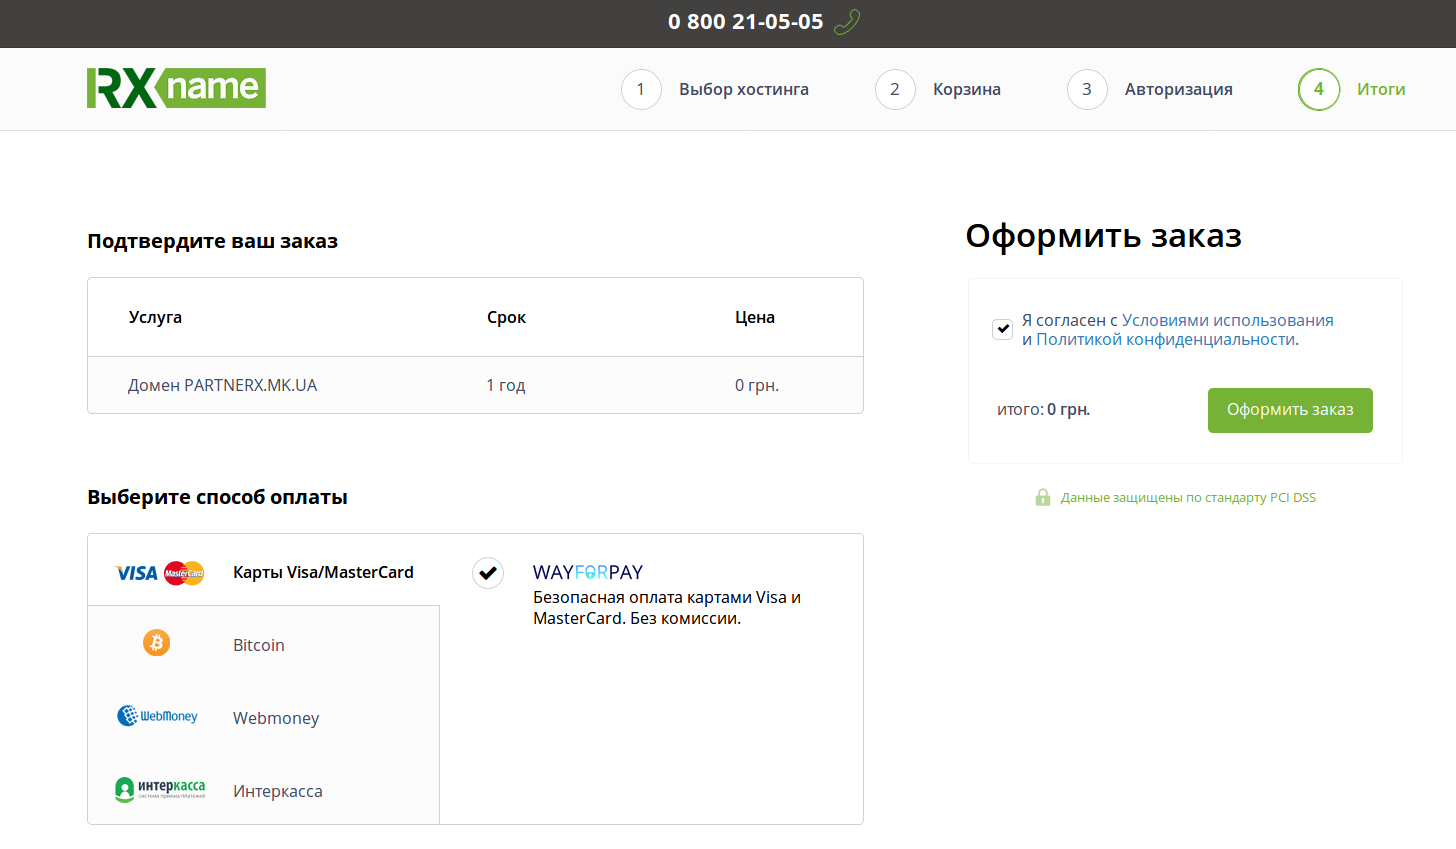 0 800 21-05-05
RXname
1 Выбор хостинга
2 Корзина
3 Авторизация
4 Итоги
Подтвердите ваш заказ
Услуга Срок Цена
Домен PARTNERX.MK.UA 1 год 0 грн.
Выберите способ оплаты
VISA MasterCard Карты Visa/MasterCard
WAYFORPAY
Безопасная оплата картами Visa и
MasterCard. Без комиссии.
Bitcoin
WebMoney Webmoney
интеркасса Интеркасса
система приема платежей
Оформить заказ
Я согласен с Условиями использования
и Политикой конфиденциальности.
итого: 0 грн. Оформить заказ
Данные защищены по стандарту PCI DSS